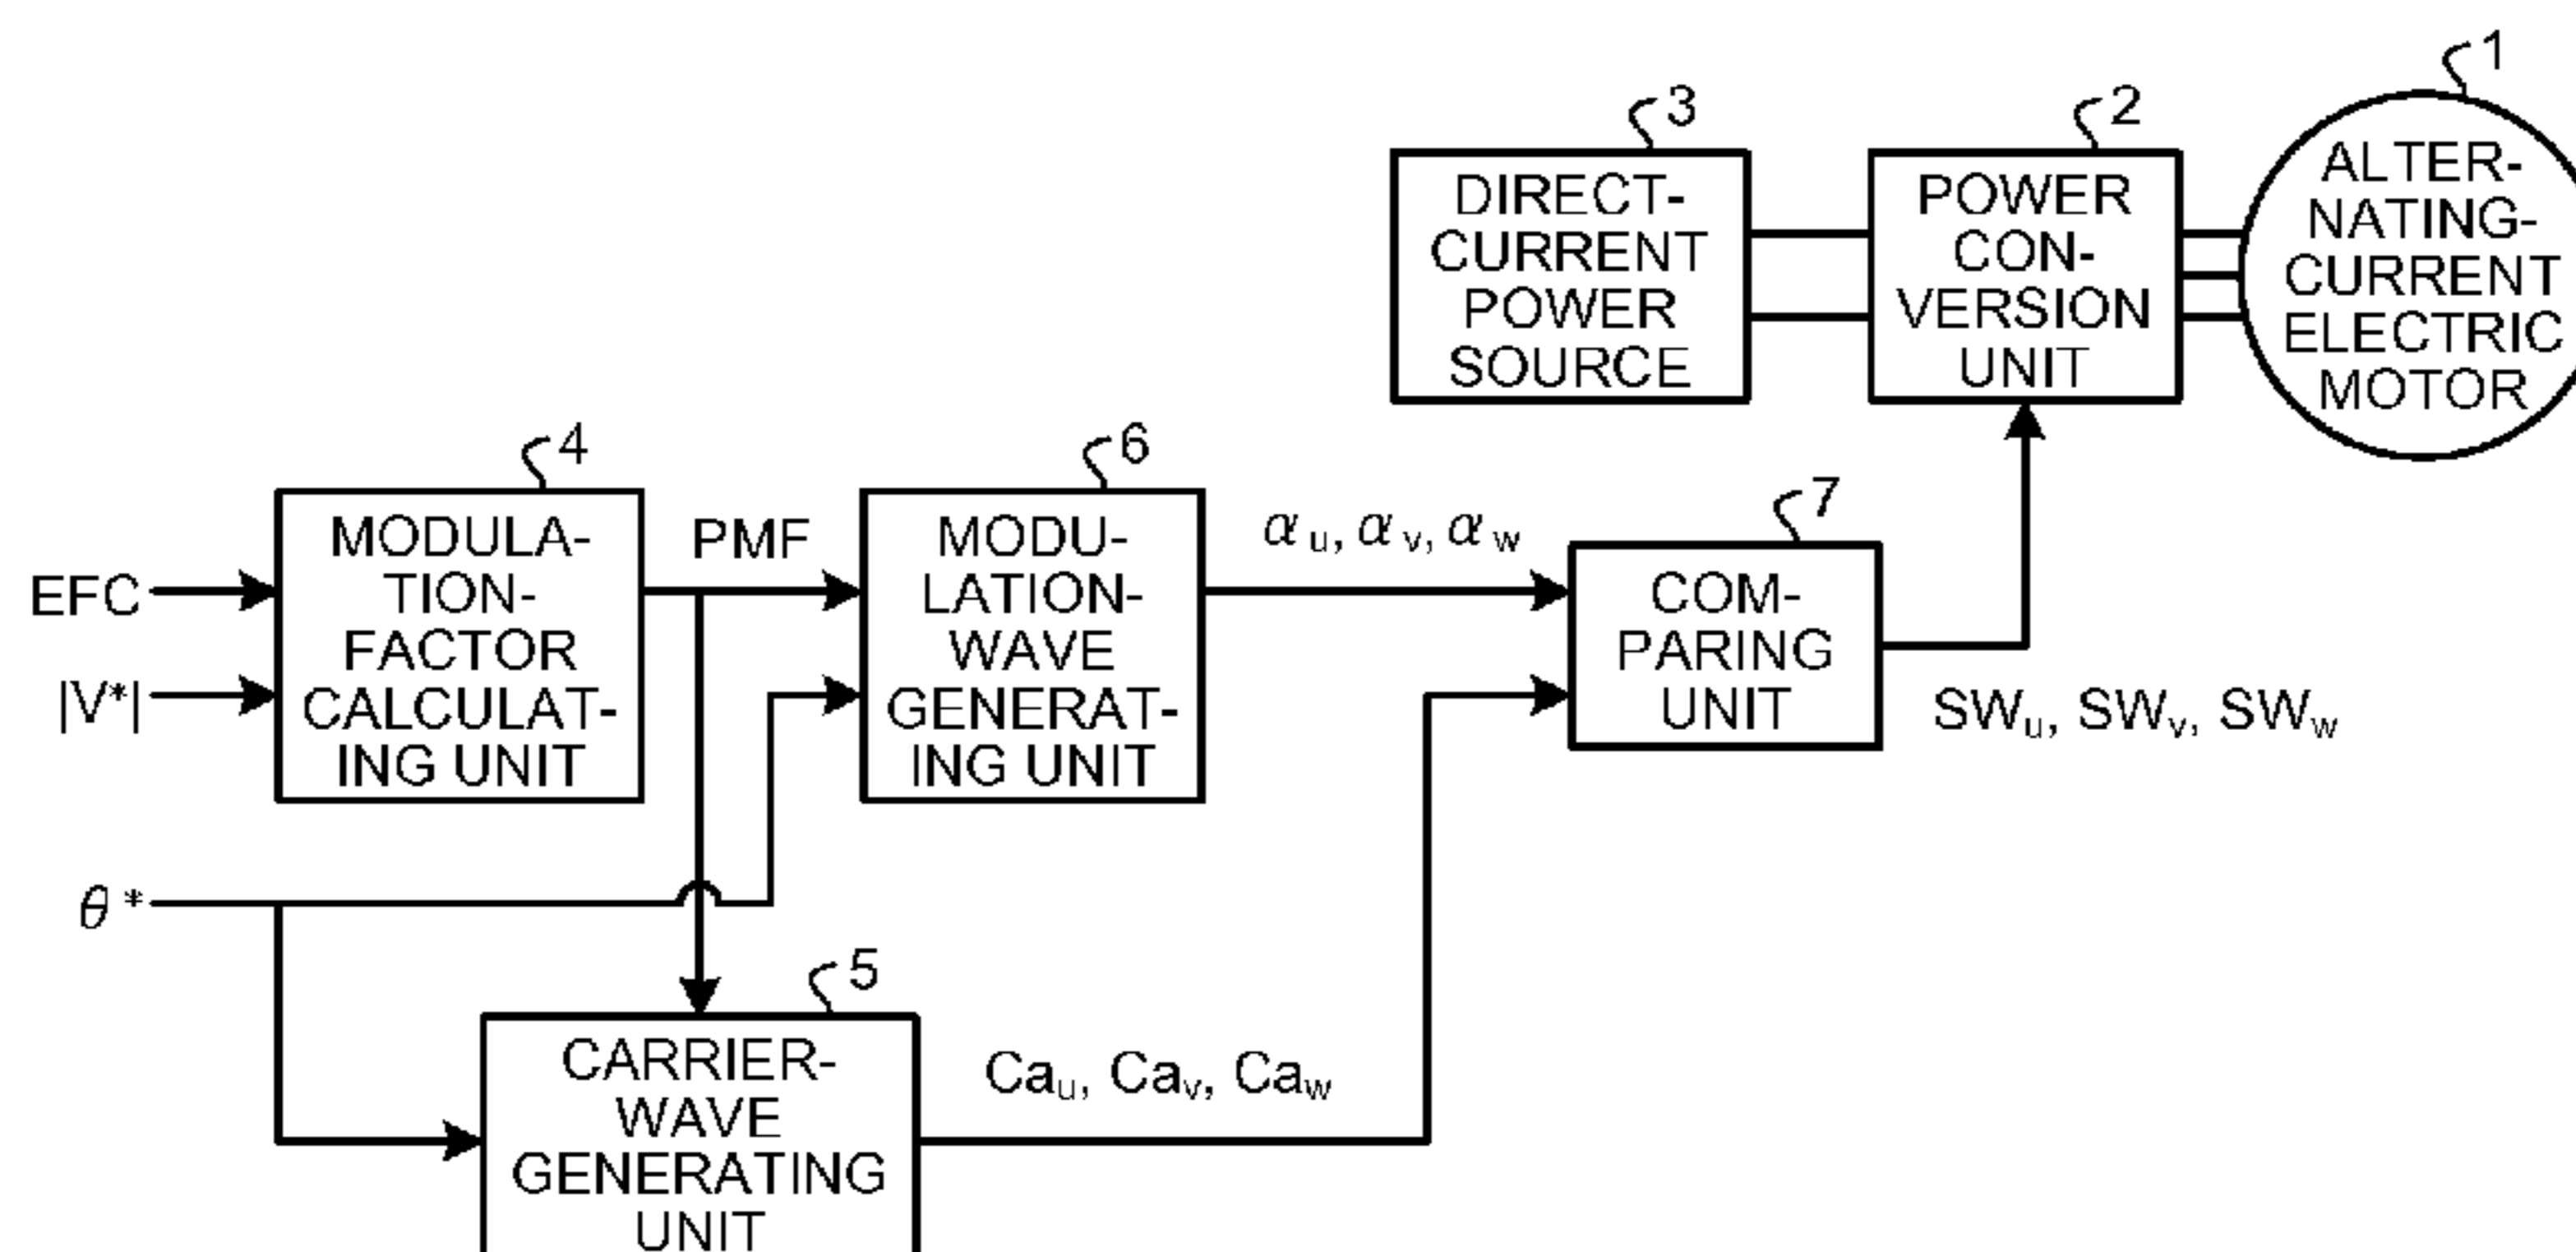 1
3
2
DIRECT-
CURRENT
POWER
SOURCE
POWER
CON-
VERSION
UNIT
ALTER-
NATING-
CURRENT
ELECTRIC
MOTOR
4
6
7
MODULA-
TION-
FACTOR
CALCULAT-
ING UNIT
PMF
MODU-
LATION-
WAVE
GENERAT-
ING UNIT
αu, αv, αw
COM-
PARING
UNIT
EFC
|V*|
SWu, SWv, SWw
θ*
5
CARRIER-
WAVE
GENERATING
UNIT
Cau, Cav, Caw